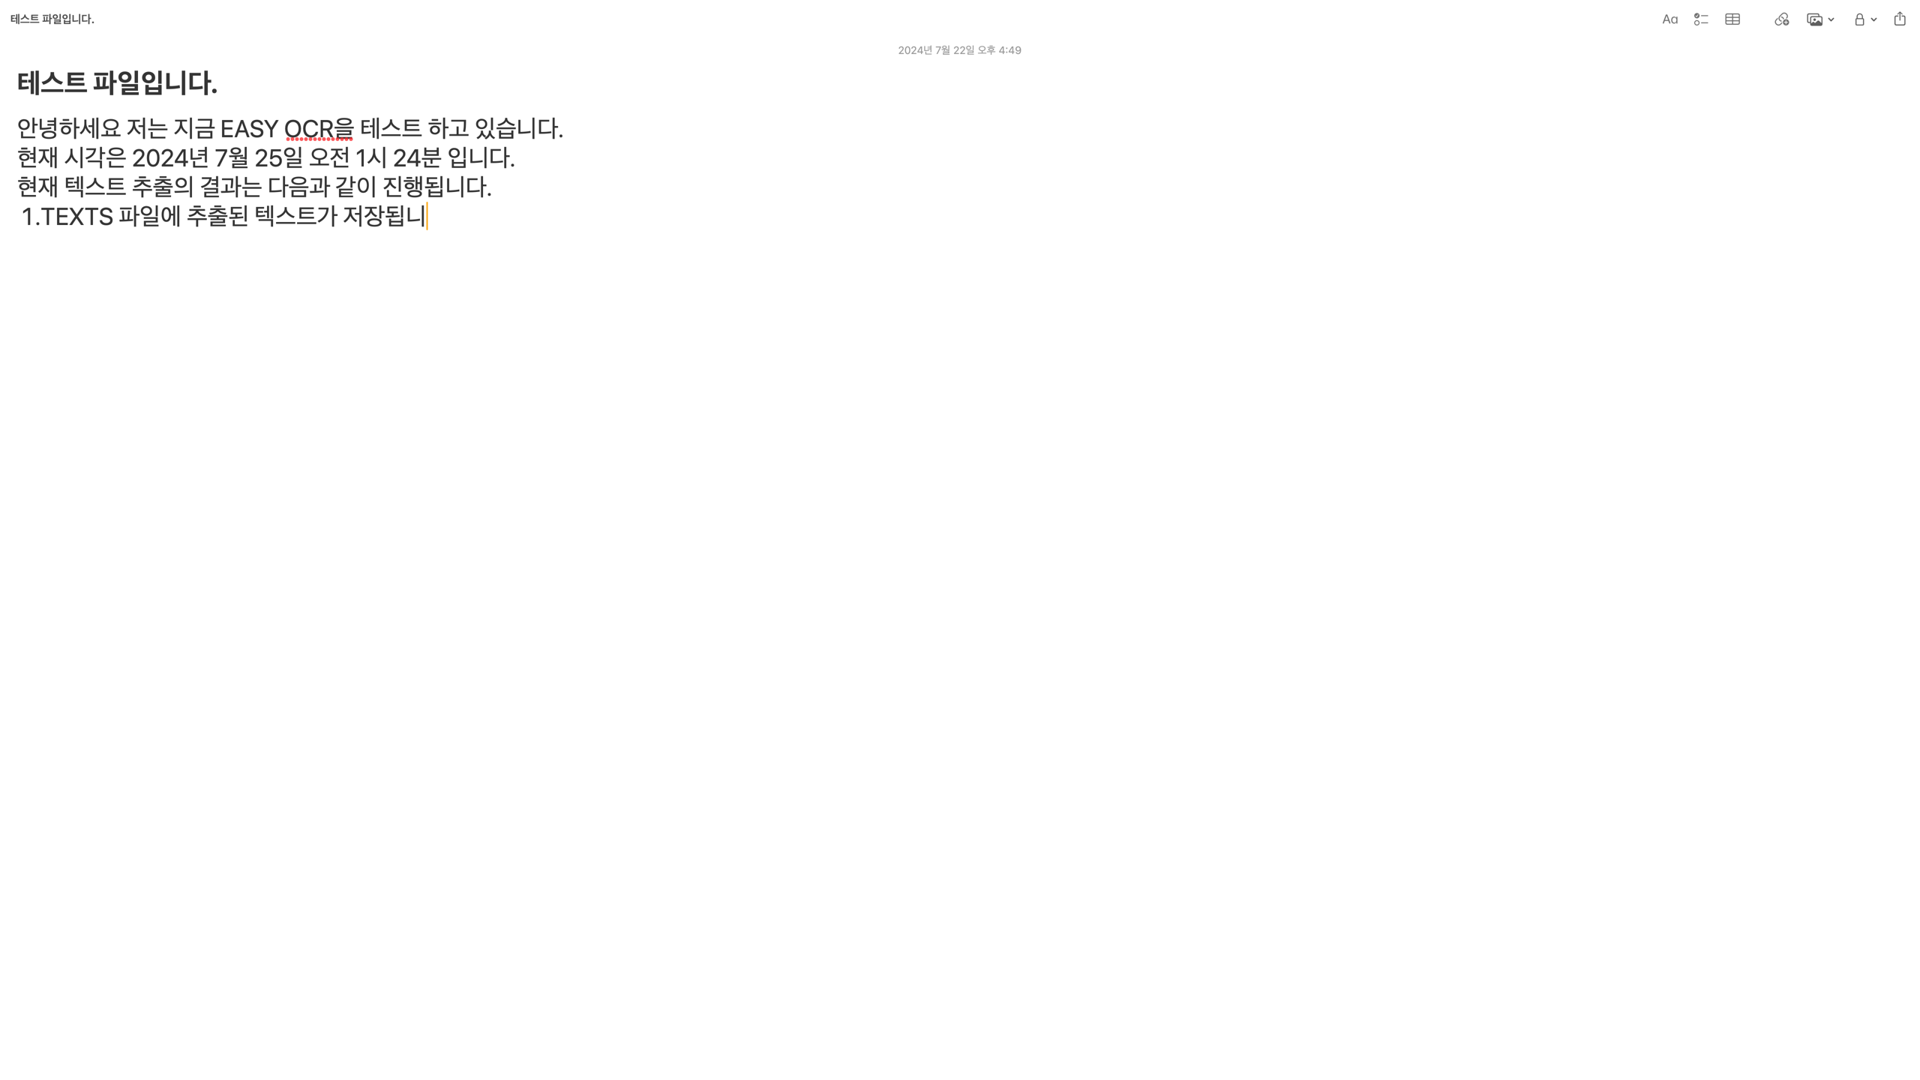 테스트 파일입니다.
Aa
2024년 7월 22일 오후 4:49
테스트 파일입니다.
안녕하세요 저는 지금 EASY OCR을 테스트 하고 있습니다.
현재 시각은 2024년 7월 25일 오전 1시 24분 입니다.
현재 텍스트 추출의 결과는 다음과 같이 진행됩니다.
1.TEXTS 파일에 추출된 텍스트가 저장됩니